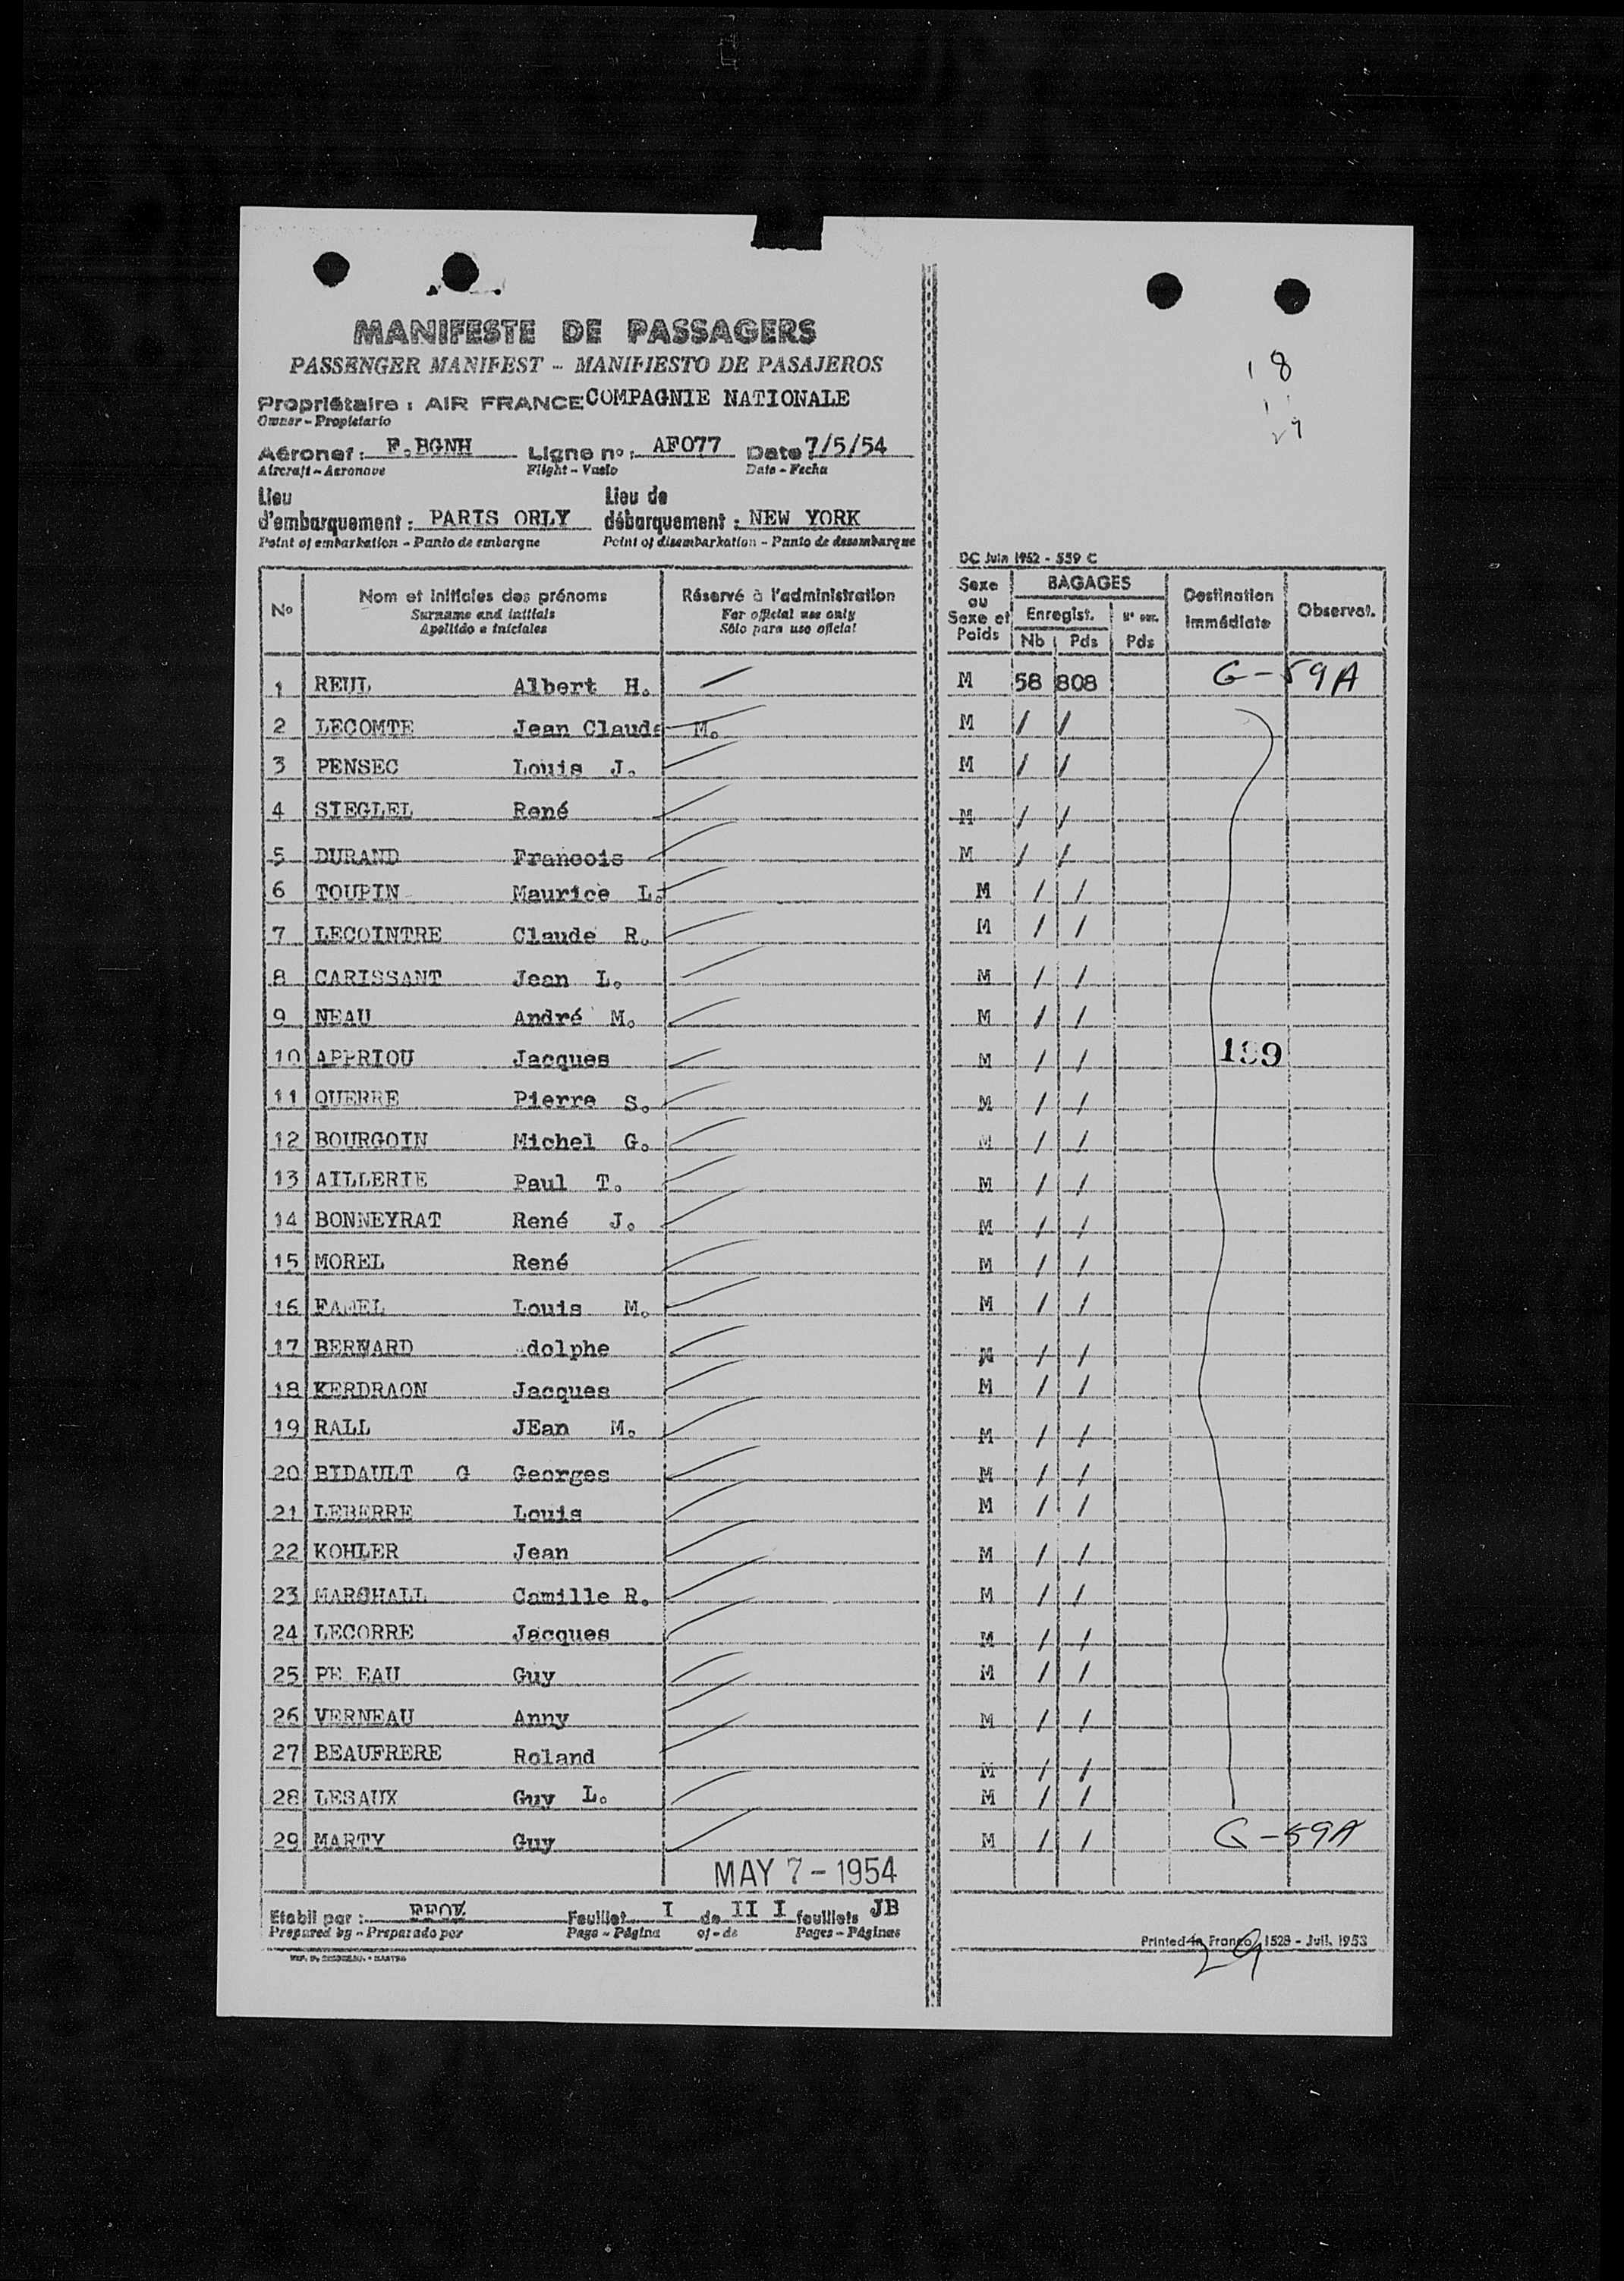 MANIFESTE DE PASSAGERS
PASSENGER MANIFEST - MANIFIESTO DE PASAJEROS
Propriétaire : AIR FRANCE COMPAGNIE NATIONALE
Owner - Propietario
Aéronef : F.BGNH Ligne no : AF077 Date 7/5/54
Aircraft - Aeronave Flight - Vuelo Date - Fecha
Lieu Lieu de
d'embarquement : PARIS ORLY débarquement : NEW YORK
Point of embarkation - Punto de embarque Point of disembarkation - Punto de desembarque
18
29
DC Juin 1952 - 559 C
No Nom et initiales des prénoms Réservé à l'administration Sexe ou Sexe et Poids BAGAGES Destination immédiate Observat.
Surname and initials For official use only Enregist.
Apellido e iniciales Sólo para uso oficial Nb Pds Pds
1 REUL Albert H. M 58 808 G-59A
2 LECOMTE Jean Claude M. M / /
3 PENSEC Louis J. M / /
4 SIEGLEL René M / /
5 DURAND Francois M / /
6 TOUPIN Maurice L. M / /
7 LECOINTRE Claude R. M / /
8 CARISSANT Jean L. M / /
9 NEAU André M. M / /
10 APPRIOU Jacques M / / 139
11 QUERRE Pierre S. M / /
12 BOURGOIN Michel G. M / /
13 AILLERIE Paul T. M / /
14 BONNEYRAT René J. M / /
15 MOREL René M / /
16 Louis M. M / /
17 BERNARD dolphe M / /
18 KERDRAON Jacques M / /
19 RALL JEan M. M / /
20 BIDAULT G Georges M / /
21 LEBERRE Louis M / /
22 KOHLER Jean M / /
23 MARSHALL Camille R. M / /
24 LECORRE Jacques M / /
25 PE EAU Guy M / /
26 VERNEAU Anny M / /
27 BEAUFRERE Roland M / /
28 LESAUX Guy L. M / /
29 MARTY Guy M / / G-59A
MAY 7 - 1954
Etabli par : Feuillet I de II I feuillets JB
Prepared by - Preparado por Page - Página of - de Pages - Páginas
Printed in France 1528 - Juil. 1953
29